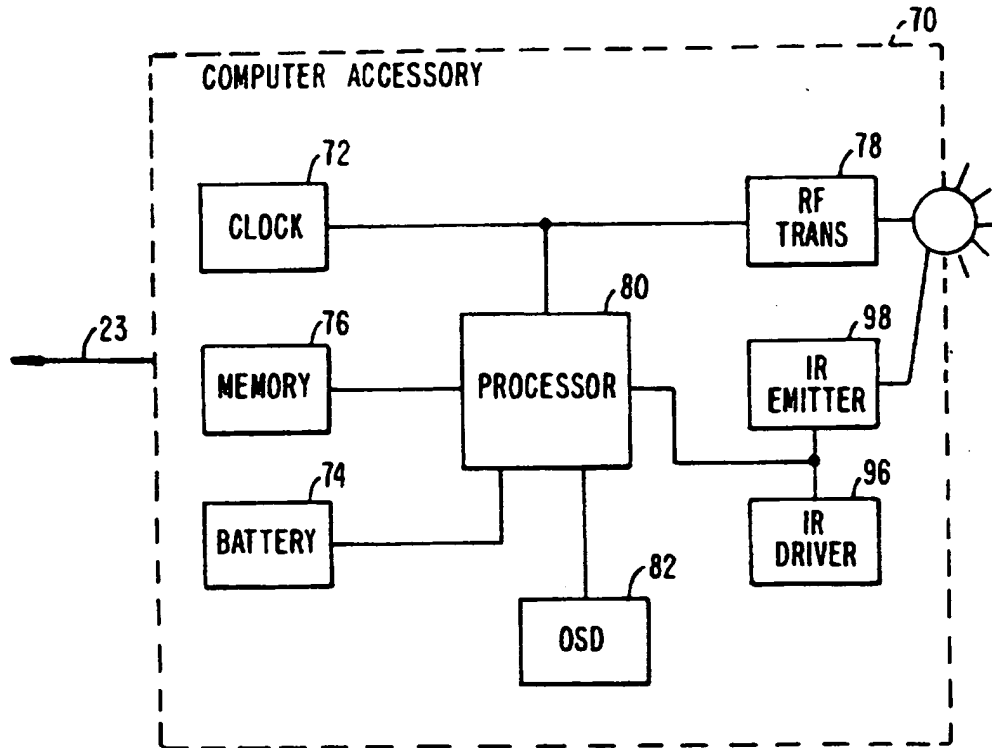 70
COMPUTER ACCESSORY
72
CLOCK
78
RF
TRANS
80
PROCESSOR
23
76
MEMORY
98
IR
EMITTER
74
BATTERY
96
IR
DRIVER
82
OSD